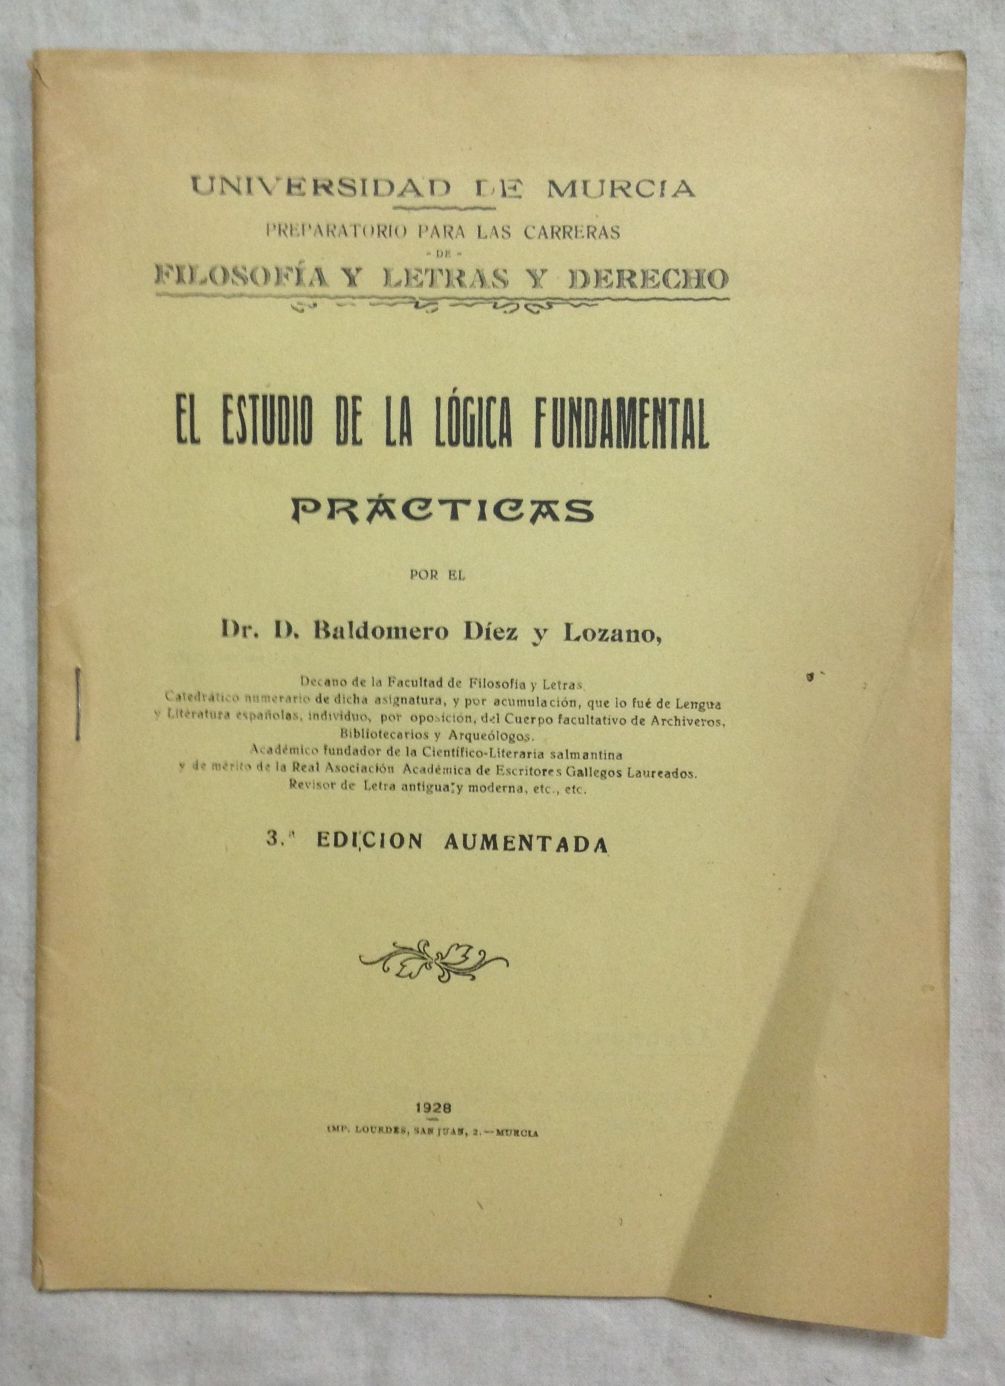 UNIVERSIDAD DE MURCIA
PREPARATORIO PARA LAS CARRERAS
- DE -
FILOSOFÍA Y LETRAS Y DERECHO
EL ESTUDIO DE LA LÓGICA FUNDAMENTAL
PRÁCTICAS
POR EL
Dr. D. Baldomero Díez y Lozano,
Decano de la Facultad de Filosofía y Letras,
Catedrático numerario de dicha asignatura, y por acumulación, que lo fué de Lengua
y Literatura españolas, individuo, por oposición, del Cuerpo facultativo de Archiveros,
Bibliotecarios y Arqueólogos.
Académico fundador de la Científico-Literaria salmantina
y de mérito de la Real Asociación Académica de Escritores Gallegos Laureados.
Revisor de Letra antigua y moderna, etc., etc.
3.ª EDICION AUMENTADA
1928
IMP. LOURDES, SAN JUAN, 2.—MURCIA